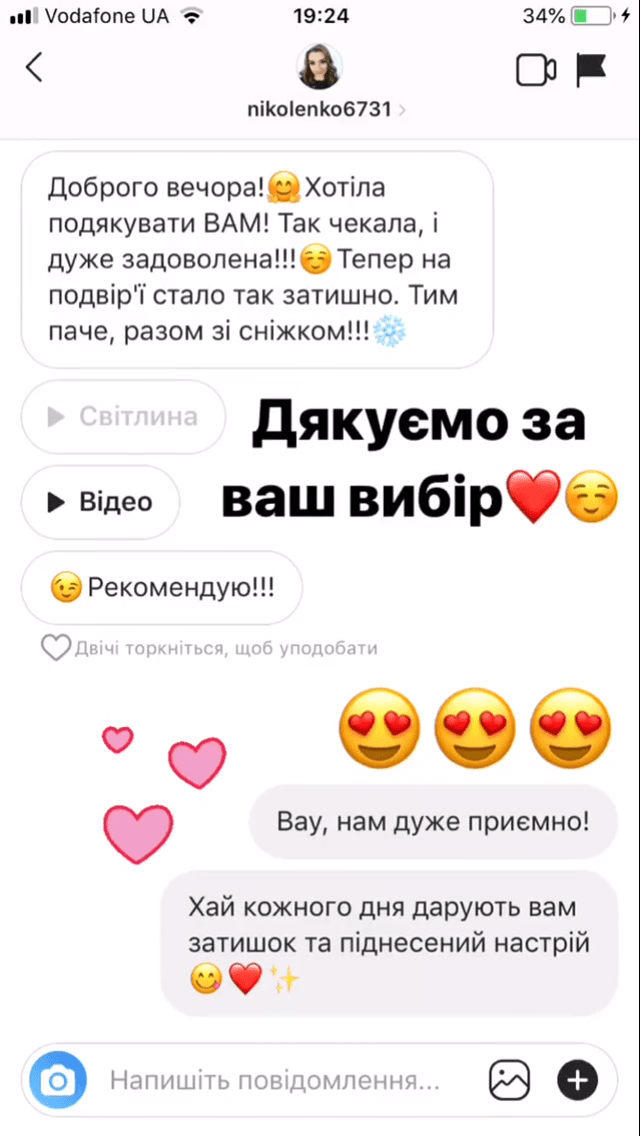 Vodafone UA 19:24 34%
nikolenko6731
Доброго вечора!🤗Хотіла
подякувати ВАМ! Так чекала, і
дуже задоволена!!!☺️Тепер на
подвір'ї стало так затишно. Тим
паче, разом зі сніжком!!!❄️
Світлина
Дякуємо за
ваш вибір❤️☺️
Відео
😉Рекомендую!!!
Двічі торкніться, щоб уподобати
😍😍😍
Вау, нам дуже приємно!
Хай кожного дня дарують вам
затишок та піднесений настрій
😋❤️✨
Напишіть повідомлення...